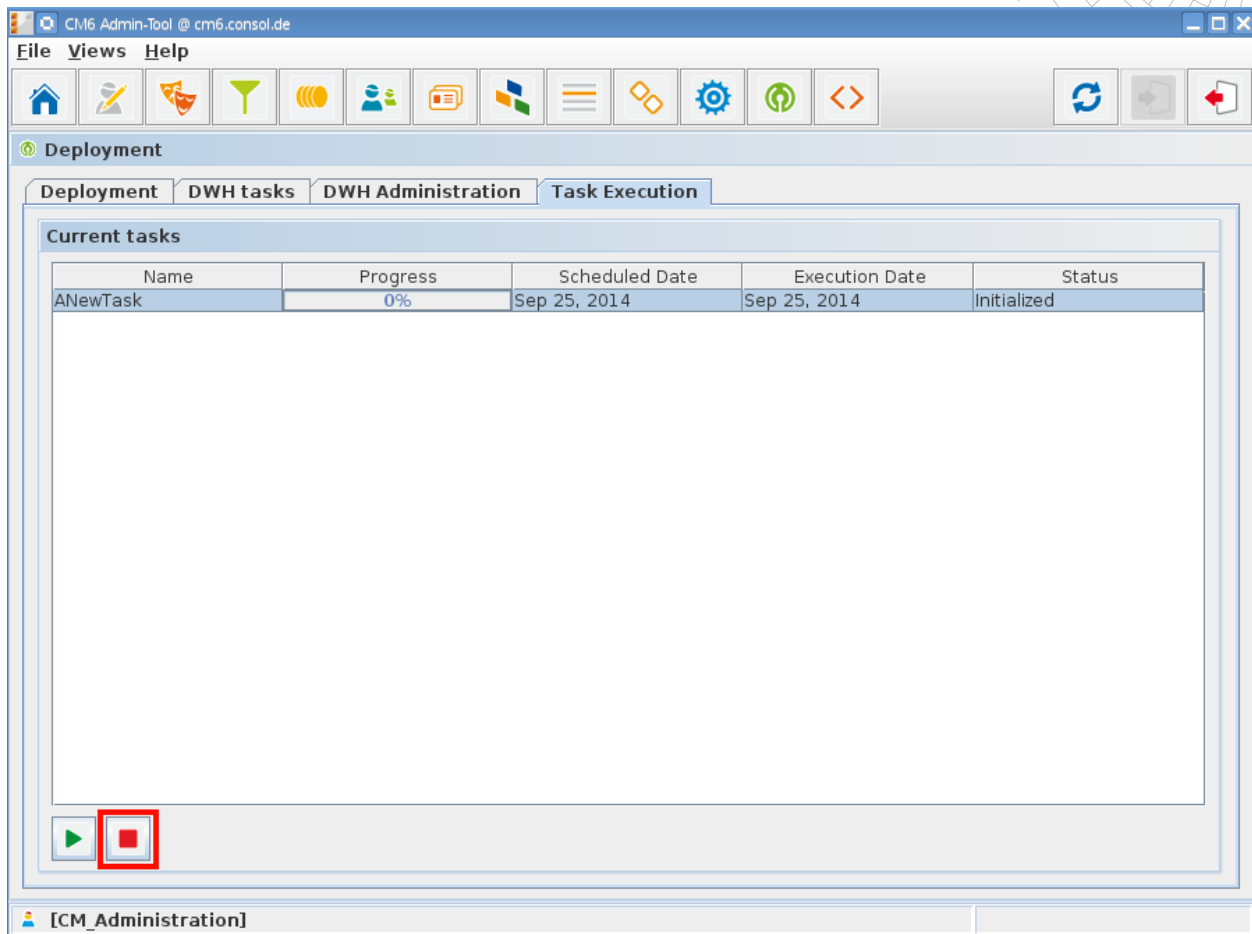 CM6 Admin-Tool @ cm6.consol.de
File Views Help
Deployment
Deployment DWH tasks DWH Administration Task Execution
Current tasks
Name Progress Scheduled Date Execution Date Status
ANewTask 0% Sep 25, 2014 Sep 25, 2014 Initialized
[CM_Administration]